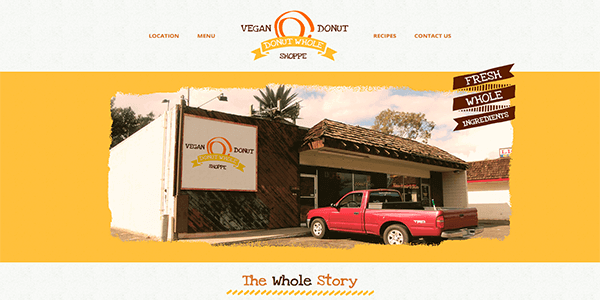 VEGAN DONUT
DONUT WHOLE
SHOPPE
LOCATION MENU RECIPES CONTACT US
FRESH
WHOLE
INGREDIENTS
VEGAN DONUT
DONUT WHOLE
SHOPPE
The Whole Story